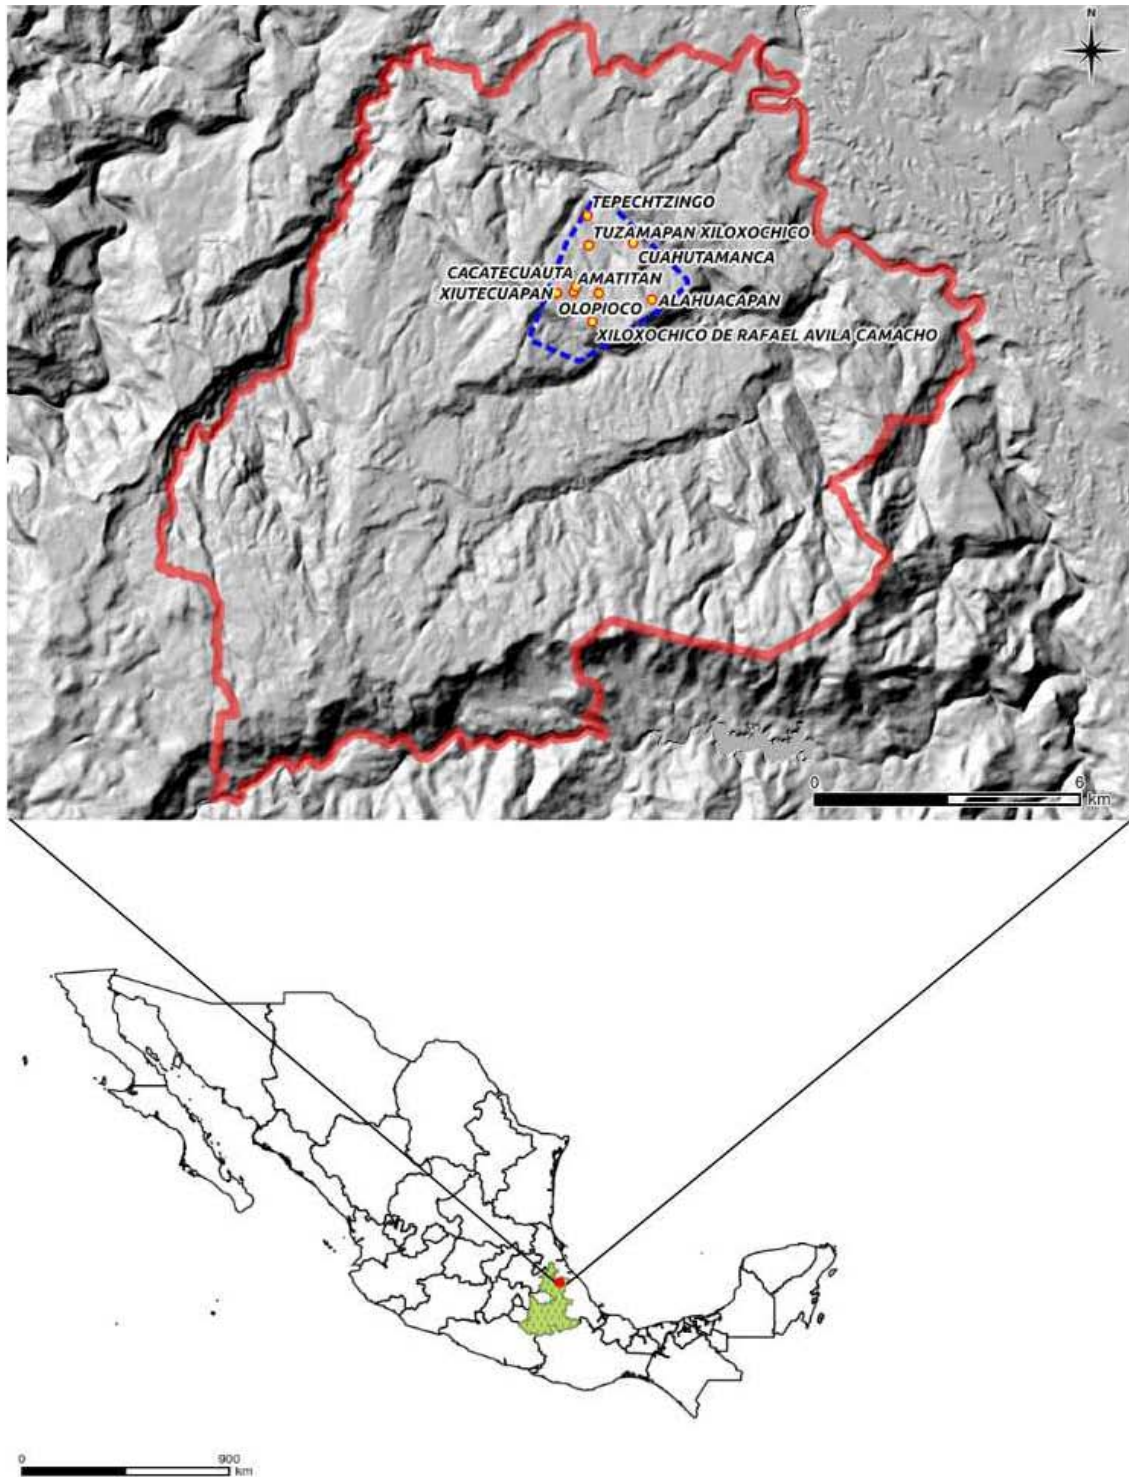 N
TEPECHTZINGO
TUZAMAPAN XILOXOCHICO
CUAHUTAMANCA
CACATECUAUTA
AMATITAN
XIUTECUAPAN
ALAHUACAPAN
OLOPIOCO
XILOXOCHICO DE RAFAEL AVILA CAMACHO
0 6
km
0 900
km